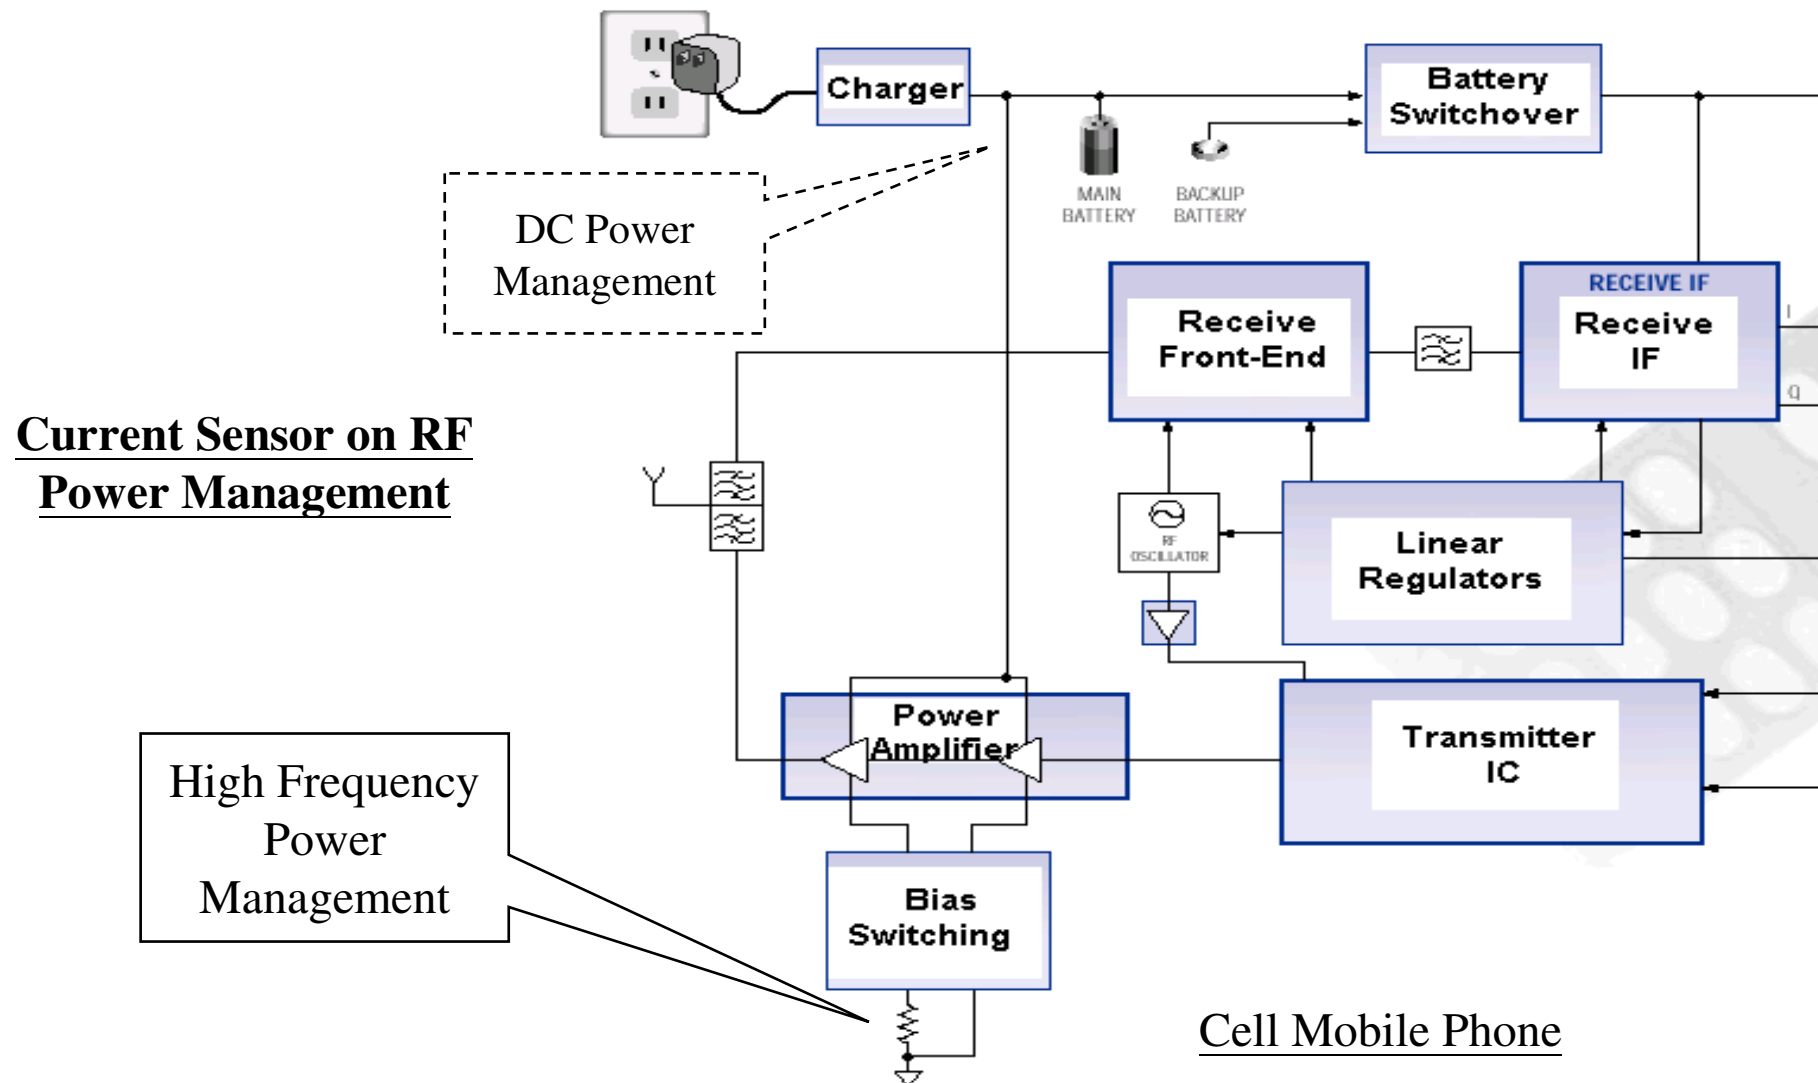 Charger
Battery
Switchover
MAIN
BATTERY
BACKUP
BATTERY
DC Power
Management
RECEIVE IF
Receive
Front-End
Receive
IF
I
Q
Current Sensor on RF
Power Management
RF
OSCILLATOR
Linear
Regulators
Power
Amplifier
Transmitter
IC
High Frequency
Power
Management
Bias
Switching
Cell Mobile Phone